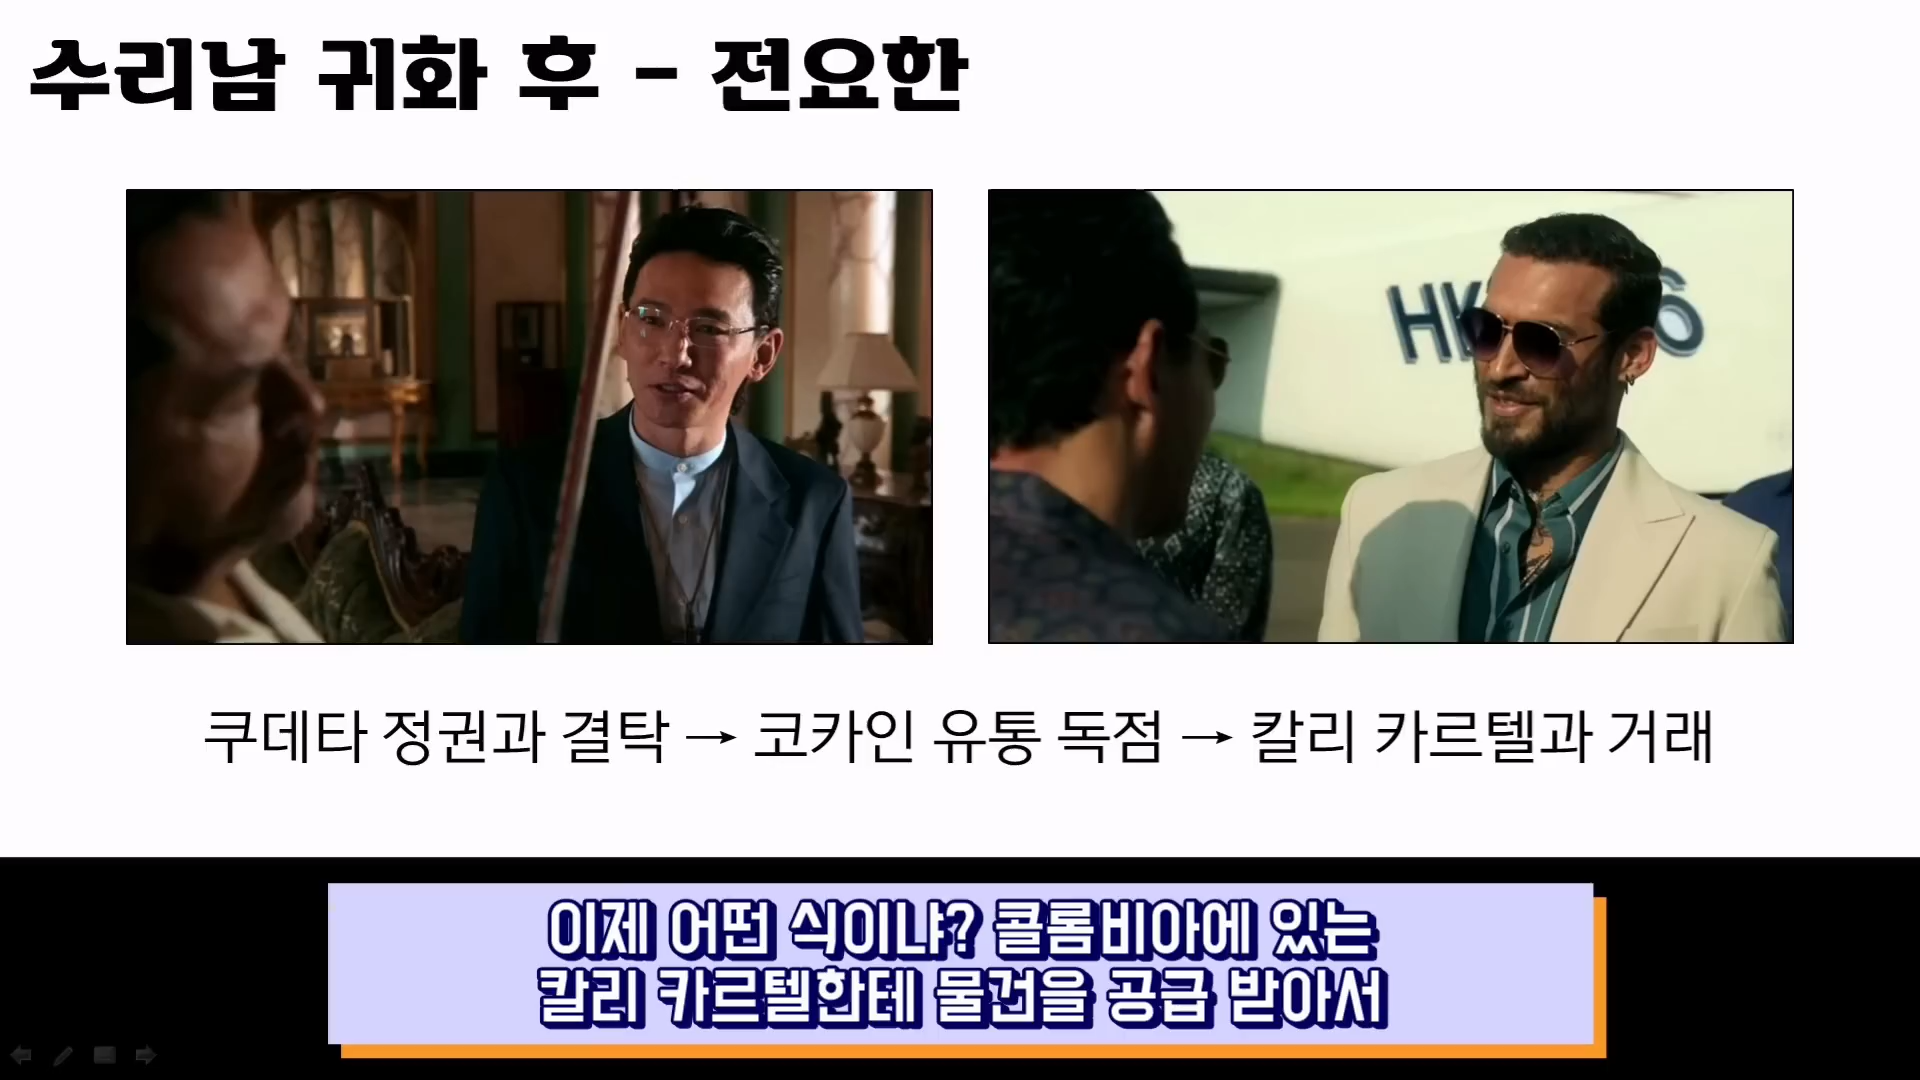 수리남 귀화 후 - 전요한
HK 6
쿠데타 정권과 결탁 → 코카인 유통 독점 → 칼리 카르텔과 거래
이제 어떤 식이냐? 콜롬비아에 있는
칼리 카르텔한테 물건을 공급 받아서